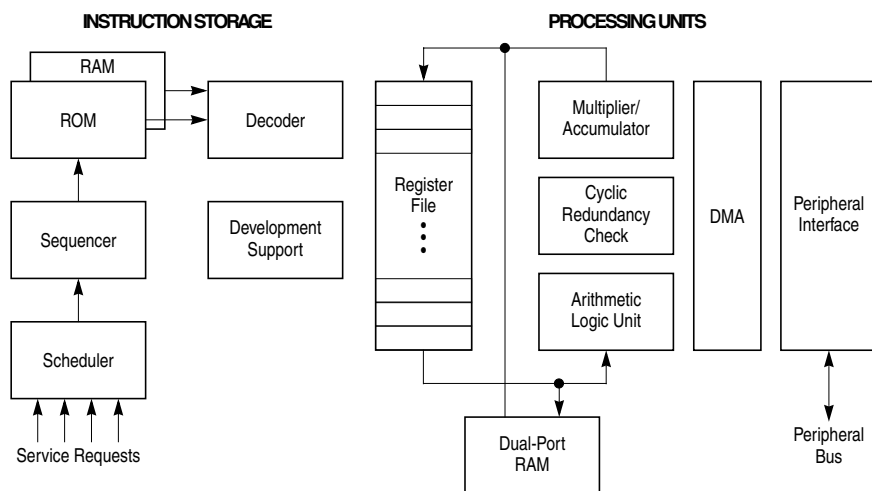 INSTRUCTION STORAGE
PROCESSING UNITS
RAM
ROM
Decoder
Sequencer
Development
Support
Scheduler
Service Requests
Register
File
Multiplier/
Accumulator
Cyclic
Redundancy
Check
Arithmetic
Logic Unit
Dual-Port
RAM
DMA
Peripheral
Interface
Peripheral
Bus